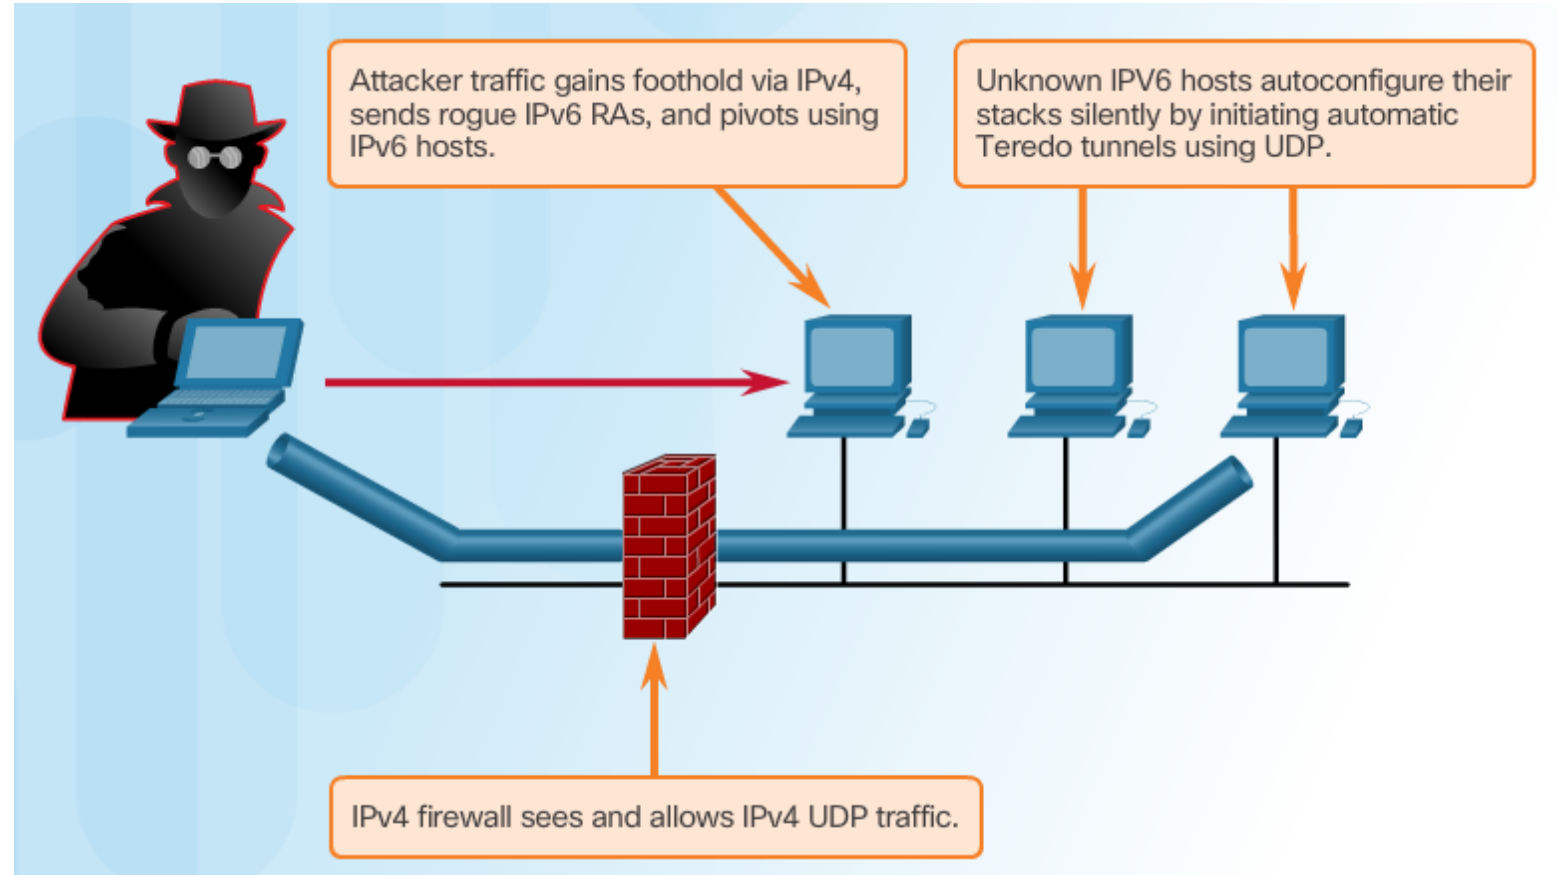 Attacker traffic gains foothold via IPv4,
sends rogue IPv6 RAs, and pivots using
IPv6 hosts.
Unknown IPV6 hosts autoconfigure their
stacks silently by initiating automatic
Teredo tunnels using UDP.
IPv4 firewall sees and allows IPv4 UDP traffic.